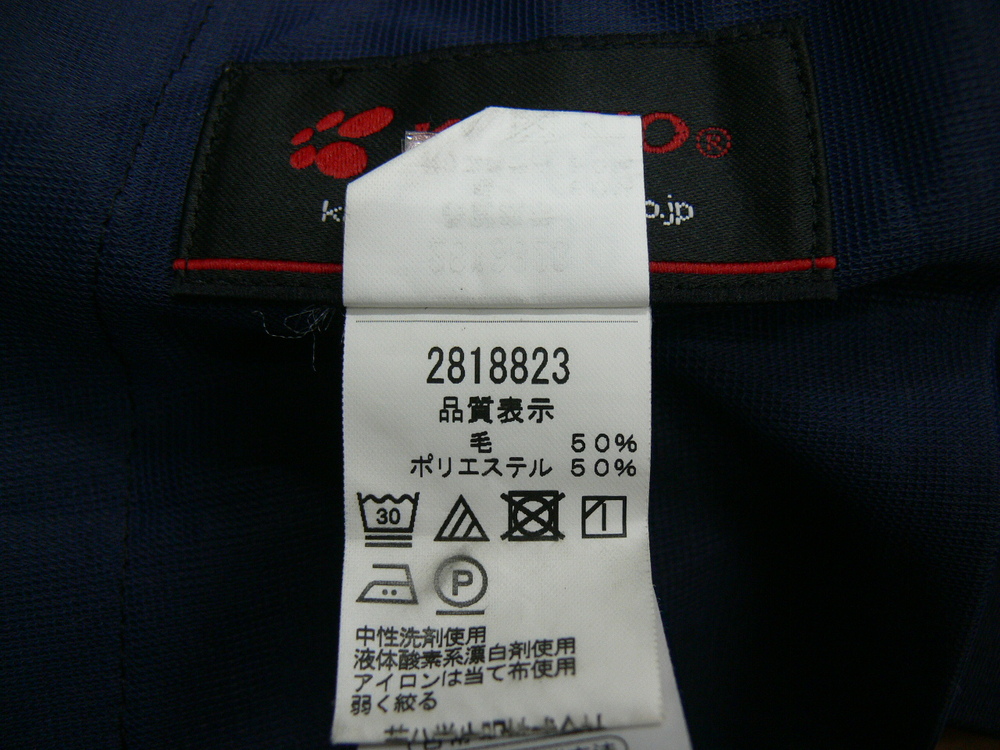 ®
2818823
品質表示
毛 50%
ポリエステル 50%
30
P
中性洗剤使用
液体酸素系漂白剤使用
アイロンは当て布使用
弱く絞る